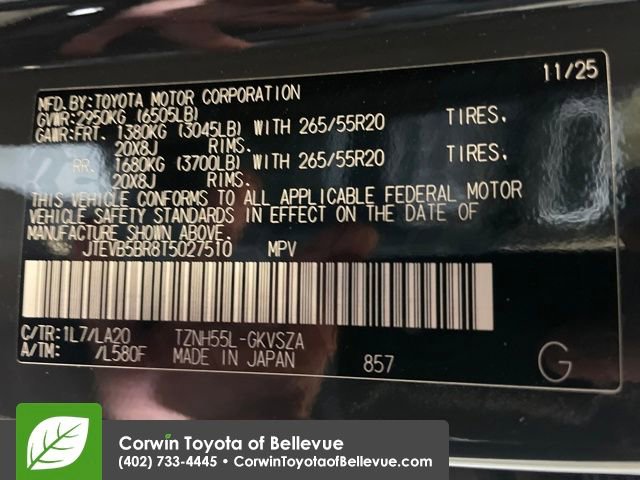 11/25
MFD.BY:TOYOTA MOTOR CORPORATION
GVWR:2950KG (6505LB)
GAWR:FRT. 1380KG (3045LB) WITH 265/55R20 TIRES.
20X8J RIMS.
RR. 1680KG (3700LB) WITH 265/55R20 TIRES.
20X8J RIMS.
THIS VEHICLE CONFORMS TO ALL APPLICABLE FEDERAL MOTOR
VEHICLE SAFETY STANDARDS IN EFFECT ON THE DATE OF
MANUFACTURE SHOWN ABOVE.
JTEVB5BR8T5027510 MPV
C/TR:1L7/LA20 TZNH55L-GKVSZA
A/TM: /L580F MADE IN JAPAN 857 G
Corwin Toyota of Bellevue
(402) 733-4445 • CorwinToyotaofBellevue.com